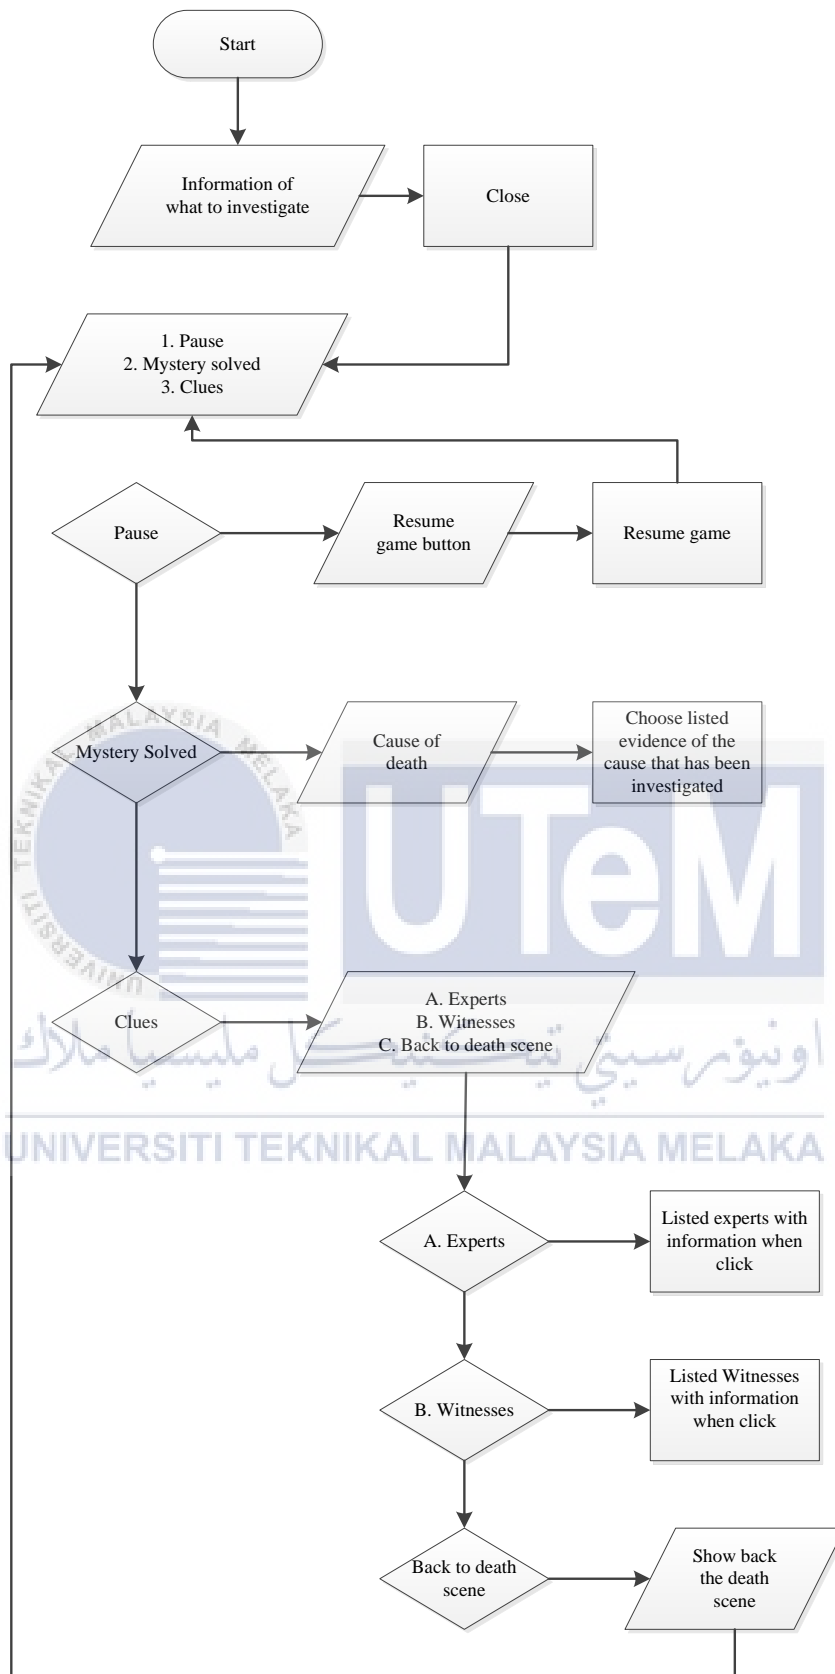 Start
Information of
what to investigate
Close
1. Pause
2. Mystery solved
3. Clues
Pause
Resume
game button
Resume game
Mystery Solved
Cause of
death
Choose listed
evidence of the
cause that has been
investigated
UNIVERSITI TEKNIKAL MALAYSIA MELAKA
UTeM
Clues
A. Experts
B. Witnesses
C. Back to death scene
اونيۏرسيتي تيكنيكل مليسيا ملاك
UNIVERSITI TEKNIKAL MALAYSIA MELAKA
A. Experts
Listed experts with
information when
click
B. Witnesses
Listed Witnesses
with information
when click
Back to death
scene
Show back
the death
scene